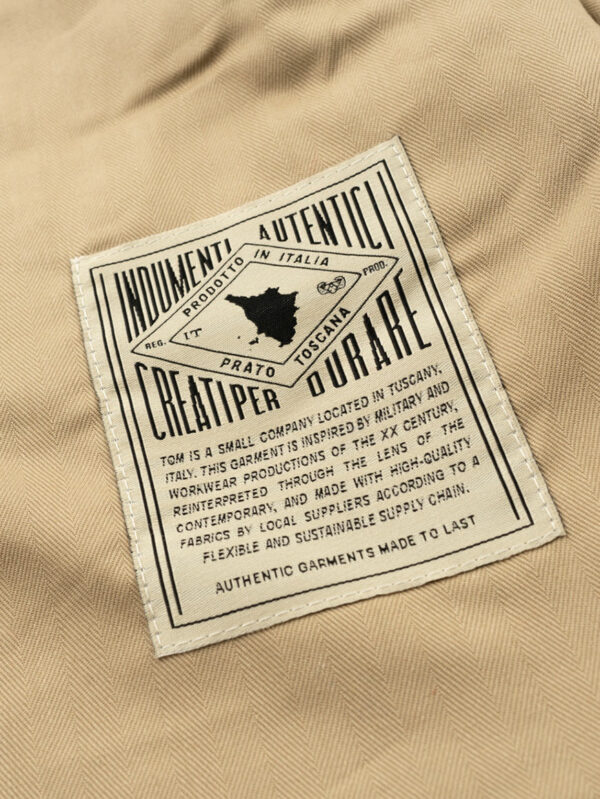 INDUMENTI AUTENTICI
PRODOTTO IN ITALIA
REG. IT PROD.
PRATO TOSCANA
CREATI PER DURARE
TQM IS A SMALL COMPANY LOCATED IN TUSCANY,
ITALY. THIS GARMENT IS INSPIRED BY MILITARY AND
WORKWEAR PRODUCTIONS OF THE XX CENTURY,
REINTERPRETED THROUGH THE LENS OF THE
CONTEMPORARY, AND MADE WITH HIGH-QUALITY
FABRICS BY LOCAL SUPPLIERS ACCORDING TO A
FLEXIBLE AND SUSTAINABLE SUPPLY CHAIN.
AUTHENTIC GARMENTS MADE TO LAST